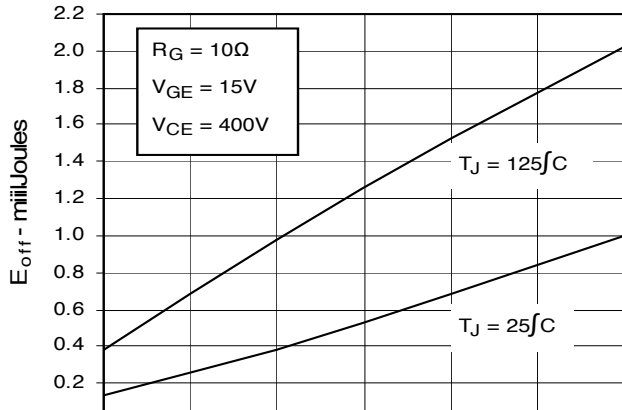 2.2
2.0
1.8
1.6
1.4
1.2
1.0
0.8
0.6
0.4
0.2
E_off - milliJoules
R_G = 10Ω
V_GE = 15V
V_CE = 400V
T_J = 125∫C
T_J = 25∫C